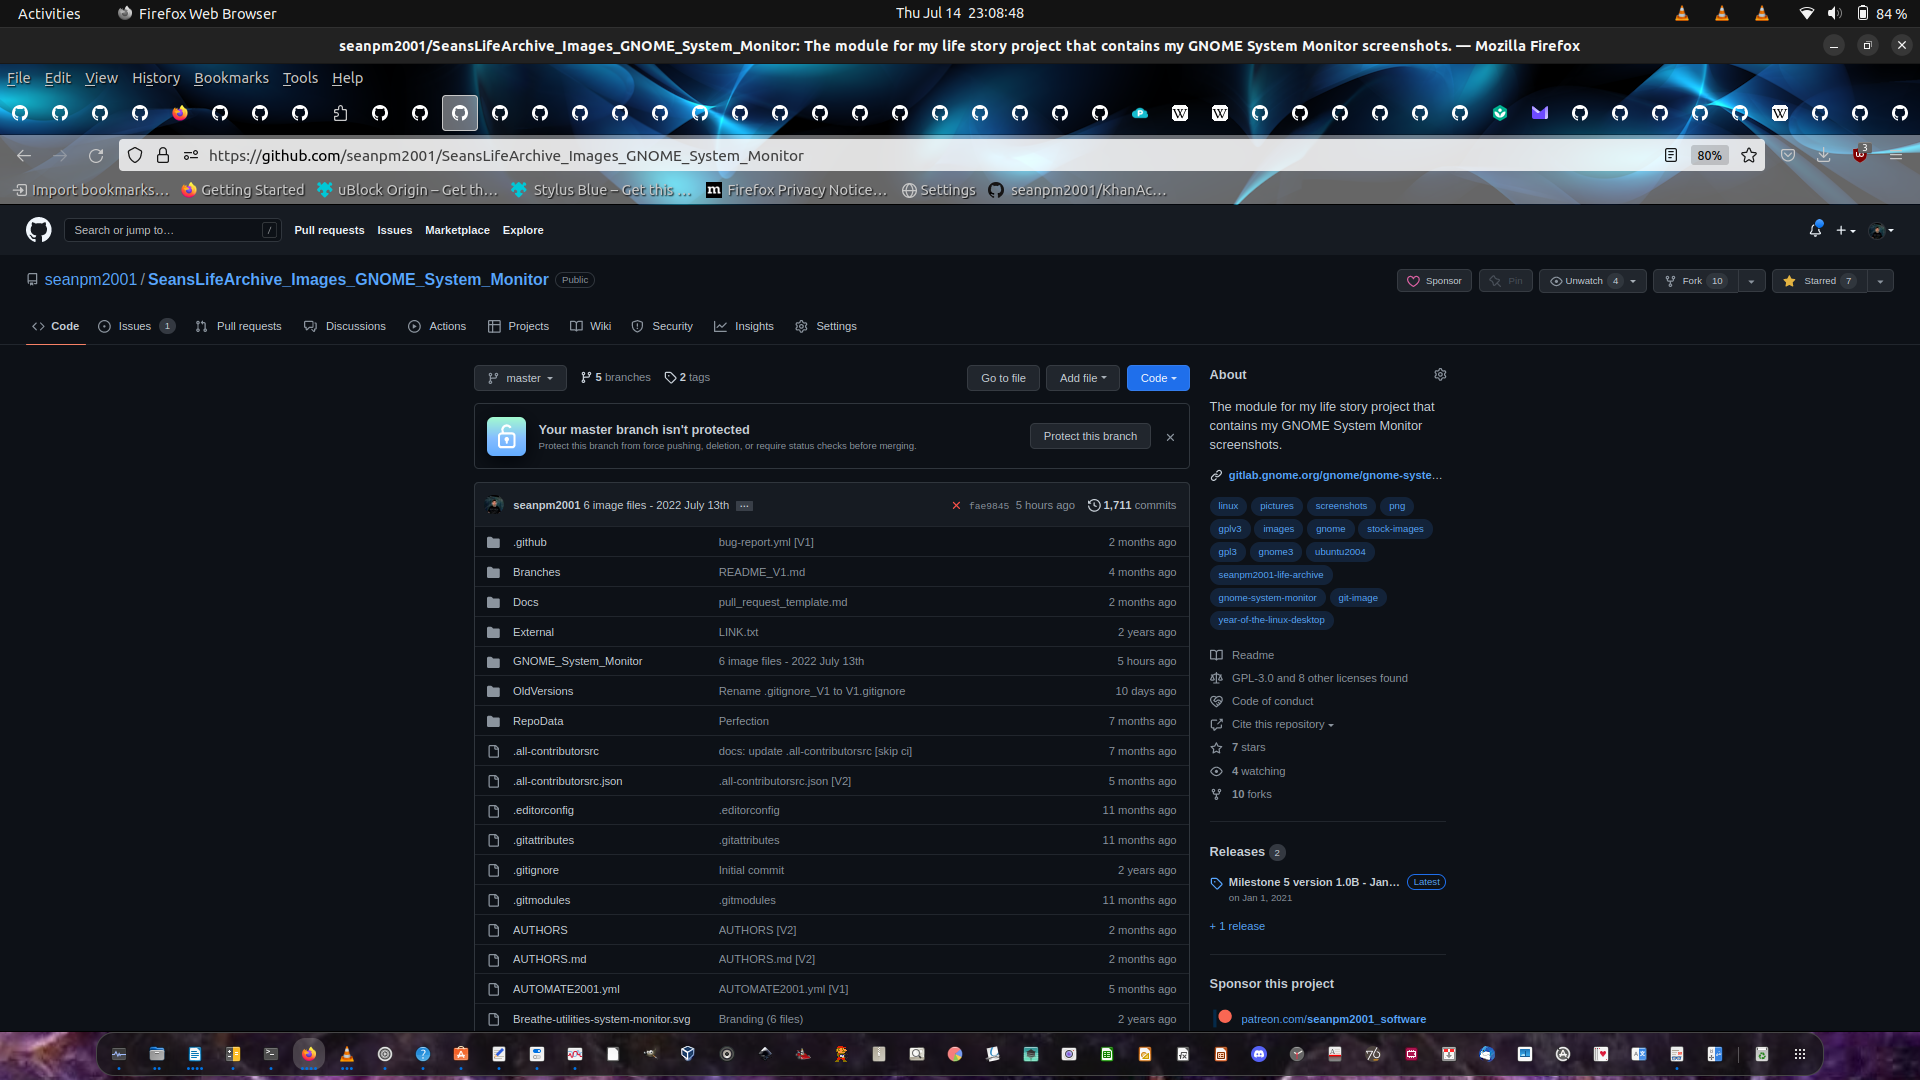 Activities Firefox Web Browser Thu Jul 14 23:08:48 84 %
seanpm2001/SeansLifeArchive_Images_GNOME_System_Monitor: The module for my life story project that contains my GNOME System Monitor screenshots. — Mozilla Firefox
File Edit View History Bookmarks Tools Help
https://github.com/seanpm2001/SeansLifeArchive_Images_GNOME_System_Monitor 80% 3
Import bookmarks… Getting Started uBlock Origin – Get th… Stylus Blue – Get this … Firefox Privacy Notice… Settings seanpm2001/KhanAc…
Search or jump to… / Pull requests Issues Marketplace Explore
seanpm2001 / SeansLifeArchive_Images_GNOME_System_Monitor Public Sponsor Pin Unwatch 4 Fork 10 Starred 7
Code Issues 1 Pull requests Discussions Actions Projects Wiki Security Insights Settings
master 5 branches 2 tags Go to file Add file Code
Your master branch isn't protected
Protect this branch from force pushing, deletion, or require status checks before merging.
Protect this branch
seanpm2001 6 image files - 2022 July 13th … fae9845 5 hours ago 1,711 commits
.github bug-report.yml [V1] 2 months ago
Branches README_V1.md 4 months ago
Docs pull_request_template.md 2 months ago
External LINK.txt 2 years ago
GNOME_System_Monitor 6 image files - 2022 July 13th 5 hours ago
OldVersions Rename .gitignore_V1 to V1.gitignore 10 days ago
RepoData Perfection 7 months ago
.all-contributorsrc docs: update .all-contributorsrc [skip ci] 7 months ago
.all-contributorsrc.json .all-contributorsrc.json [V2] 5 months ago
.editorconfig .editorconfig 11 months ago
.gitattributes .gitattributes 11 months ago
.gitignore Initial commit 2 years ago
.gitmodules .gitmodules 11 months ago
AUTHORS AUTHORS [V2] 2 months ago
AUTHORS.md AUTHORS.md [V2] 2 months ago
AUTOMATE2001.yml AUTOMATE2001.yml [V1] 5 months ago
Breathe-utilities-system-monitor.svg Branding (6 files) 2 years ago
About
The module for my life story project that
contains my GNOME System Monitor
screenshots.
gitlab.gnome.org/gnome/gnome-syste…
linux pictures screenshots png
gplv3 images gnome stock-images
gpl3 gnome3 ubuntu2004
seanpm2001-life-archive
gnome-system-monitor git-image
year-of-the-linux-desktop
Readme
GPL-3.0 and 8 other licenses found
Code of conduct
Cite this repository
7 stars
4 watching
10 forks
Releases 2
Milestone 5 version 1.0B - Jan… Latest
on Jan 1, 2021
+ 1 release
Sponsor this project
patreon.com/seanpm2001_software